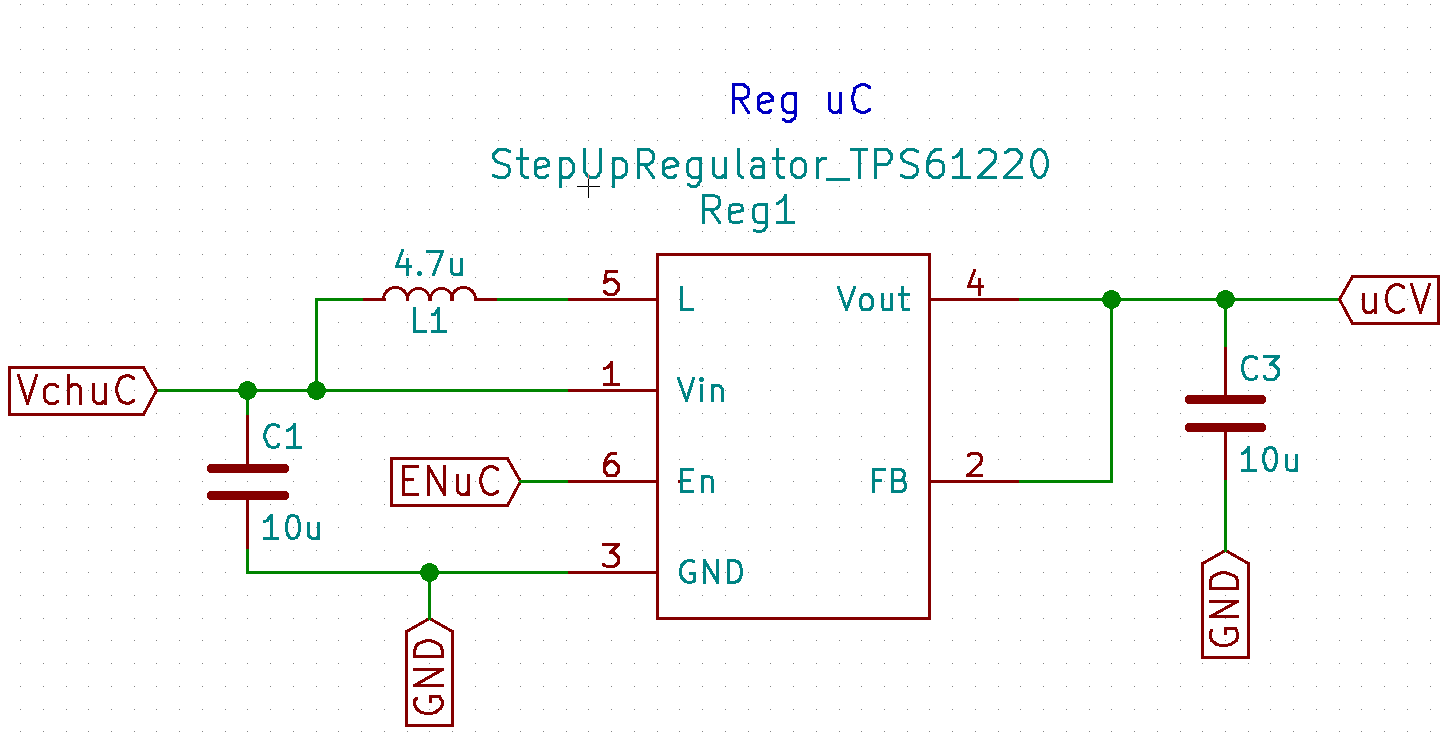 Reg uC
StepUpRegulator_TPS61220
Reg1
4.7u
L1
5
L
Vout
4
uCV
VchuC
1
Vin
C1
10u
ENuC
6
En
FB
2
C3
10u
3
GND
GND
GND